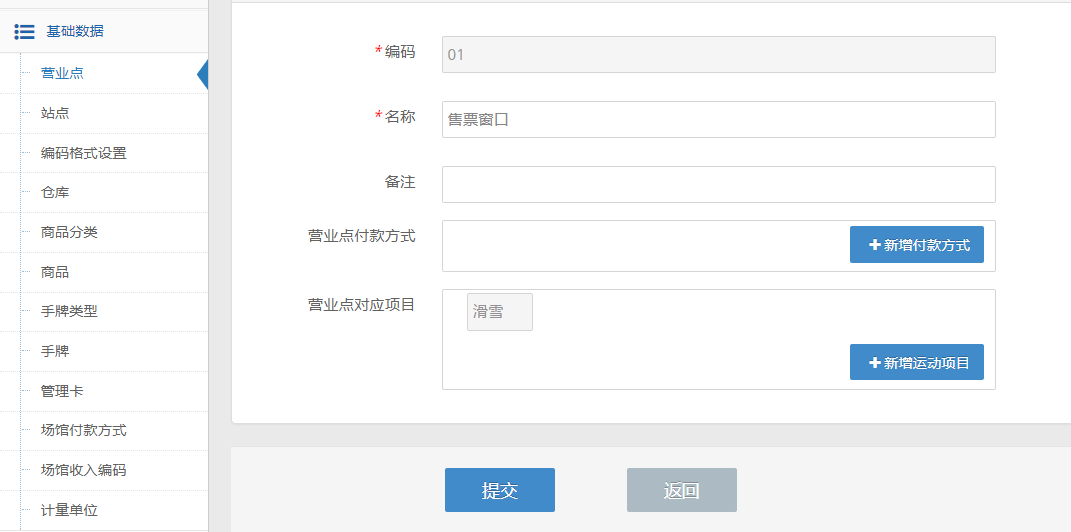 基础数据
营业点
站点
编码格式设置
仓库
商品分类
商品
手牌类型
手牌
管理卡
场馆付款方式
场馆收入编码
计量单位
*编码
01
*名称
售票窗口
备注
营业点付款方式
+新增付款方式
营业点对应项目
滑雪
+新增运动项目
提交
返回